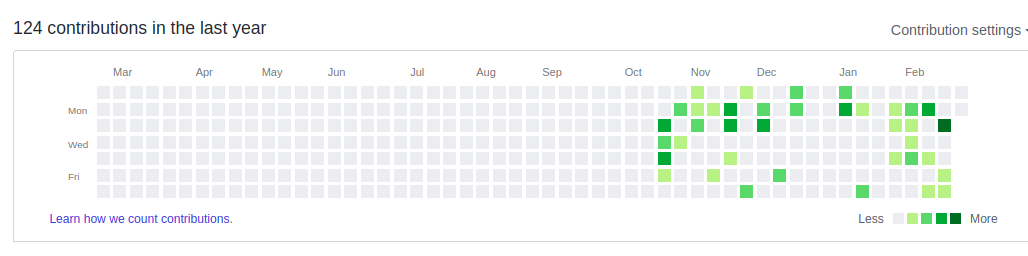 124 contributions in the last year
Contribution settings
Mar Apr May Jun Jul Aug Sep Oct Nov Dec Jan Feb
Mon
Wed
Fri
Learn how we count contributions.
Less More